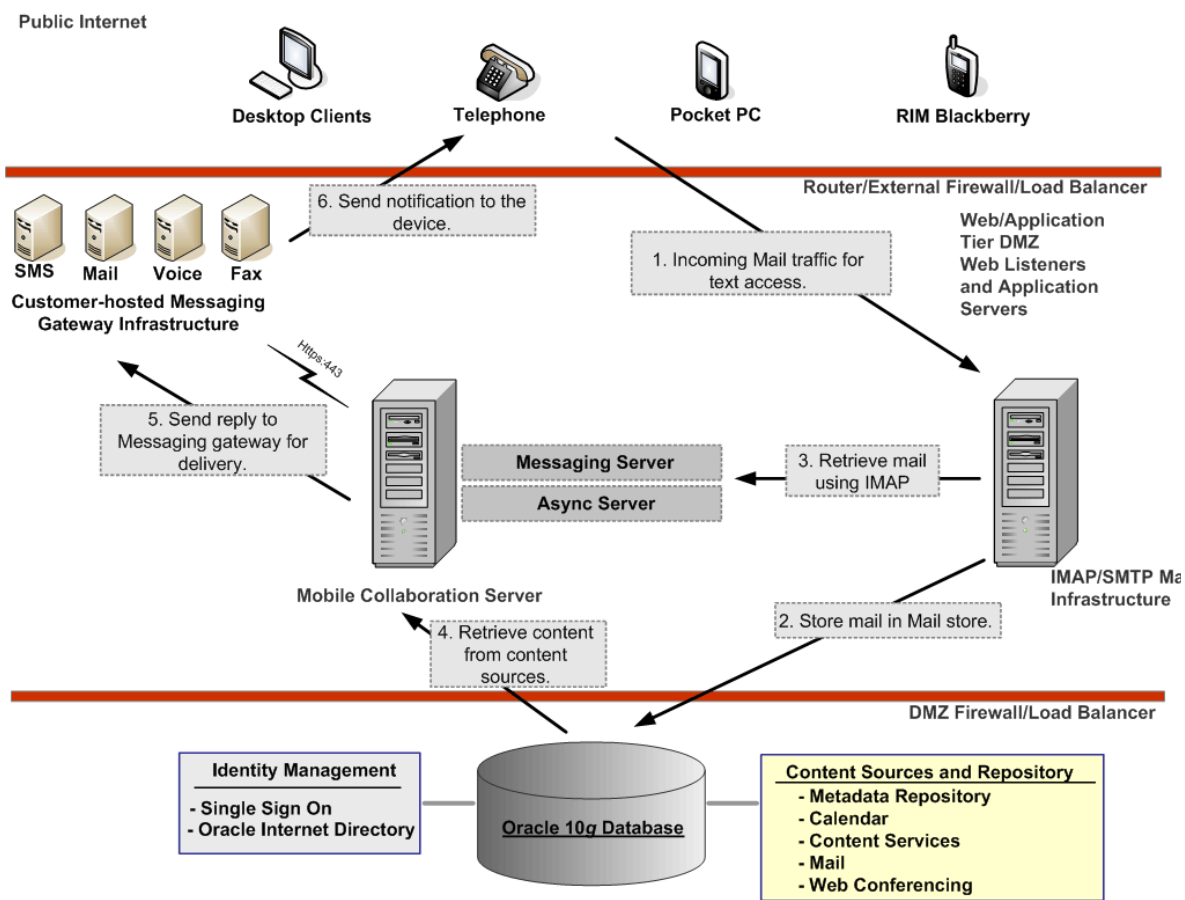 Public Internet
Desktop Clients
Telephone
Pocket PC
RIM Blackberry
Router/External Firewall/Load Balancer
6. Send notification to the
device.
SMS
Mail
Voice
Fax
Customer-hosted Messaging
Gateway Infrastructure
1. Incoming Mail traffic for
text access.
Web/Application
Tier DMZ
Web Listeners
and Application
Servers
Https:443
5. Send reply to
Messaging gateway for
delivery.
Messaging Server
Async Server
3. Retrieve mail
using IMAP
Mobile Collaboration Server
IMAP/SMTP Ma
Infrastructure
2. Store mail in Mail store.
4. Retrieve content
from content
sources.
DMZ Firewall/Load Balancer
Identity Management
- Single Sign On
- Oracle Internet Directory
Oracle 10g Database
Content Sources and Repository
- Metadata Repository
- Calendar
- Content Services
- Mail
- Web Conferencing